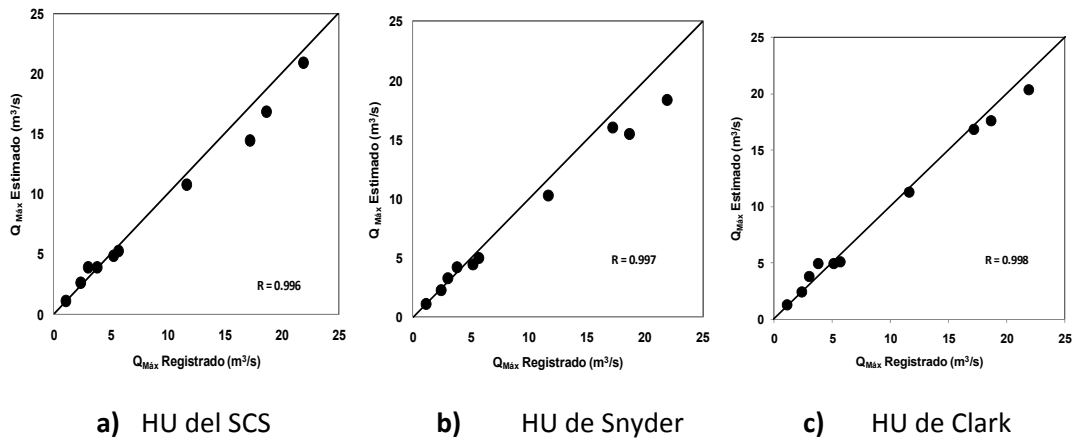 25
20
15
10
5
0
Q Máx Estimado (m³/s)
R = 0.996
0 5 10 15 20 25
QMáx Registrado (m³/s)
a) HU del SCS
25
20
15
10
5
0
Q Máx Estimado (m³/s)
R = 0.997
0 5 10 15 20 25
QMáx Registrado (m³/s)
b) HU de Snyder
25
20
15
10
5
0
Q Máx Estimado (m³/s)
R = 0.998
0 5 10 15 20 25
QMáx Registrado (m³/s)
c) HU de Clark